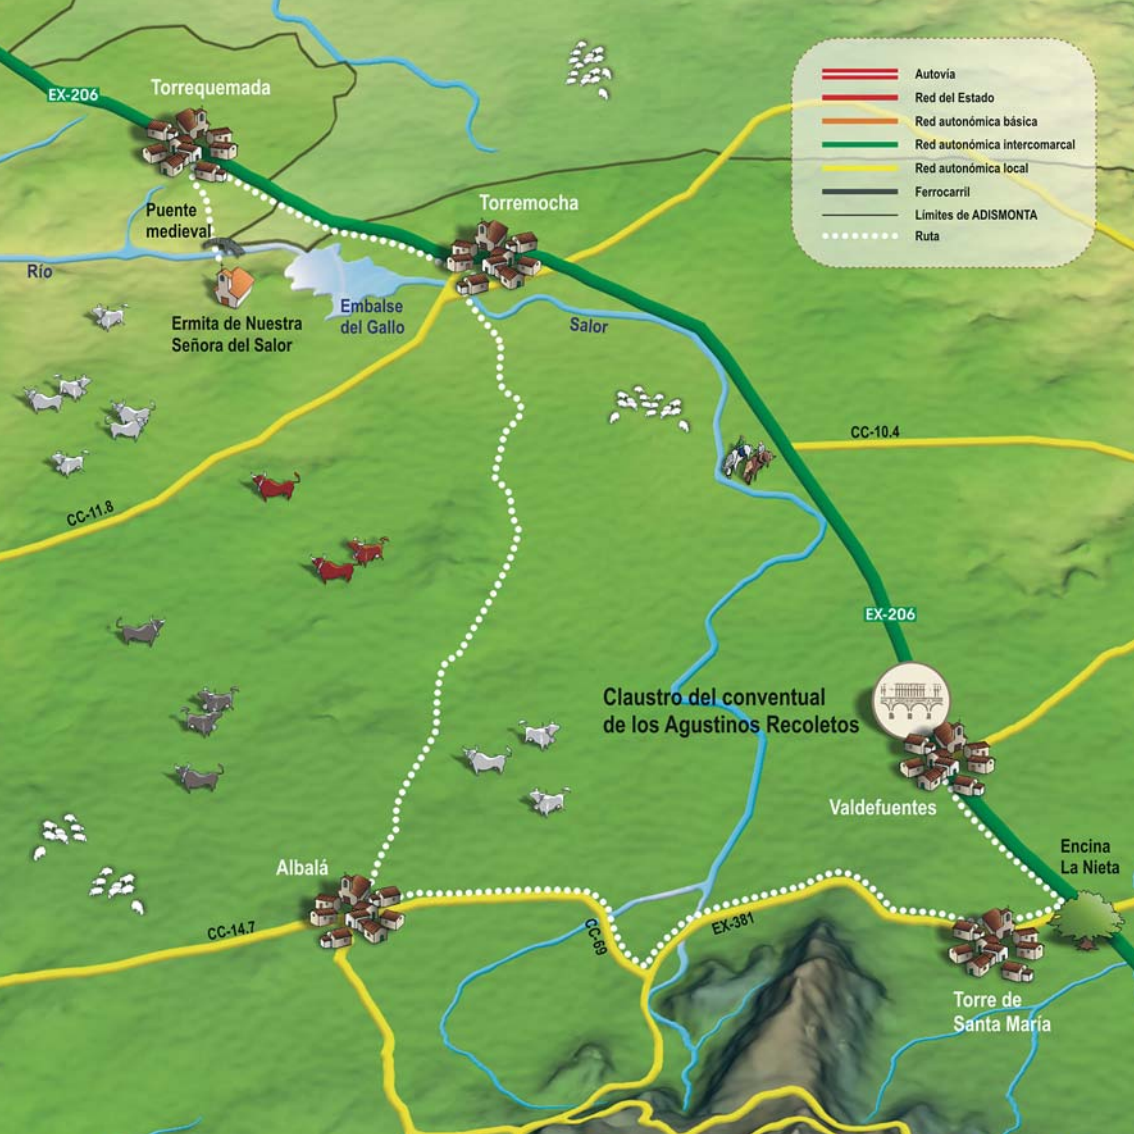 Autovía
Red del Estado
Red autonómica básica
Red autonómica intercomarcal
Red autonómica local
Ferrocarril
Límites de ADISMONTA
Ruta
EX-206
Torrequemada
Torremocha
Puente
medieval
Río
Embalse
del Gallo
Salor
Ermita de Nuestra
Señora del Salor
CC-10.4
CC-11.8
EX-206
Claustro del conventual
de los Agustinos Recoletos
Valdefuentes
Encina
La Nieta
Albalá
CC-14.7
CC-69
EX-381
Torre de
Santa María